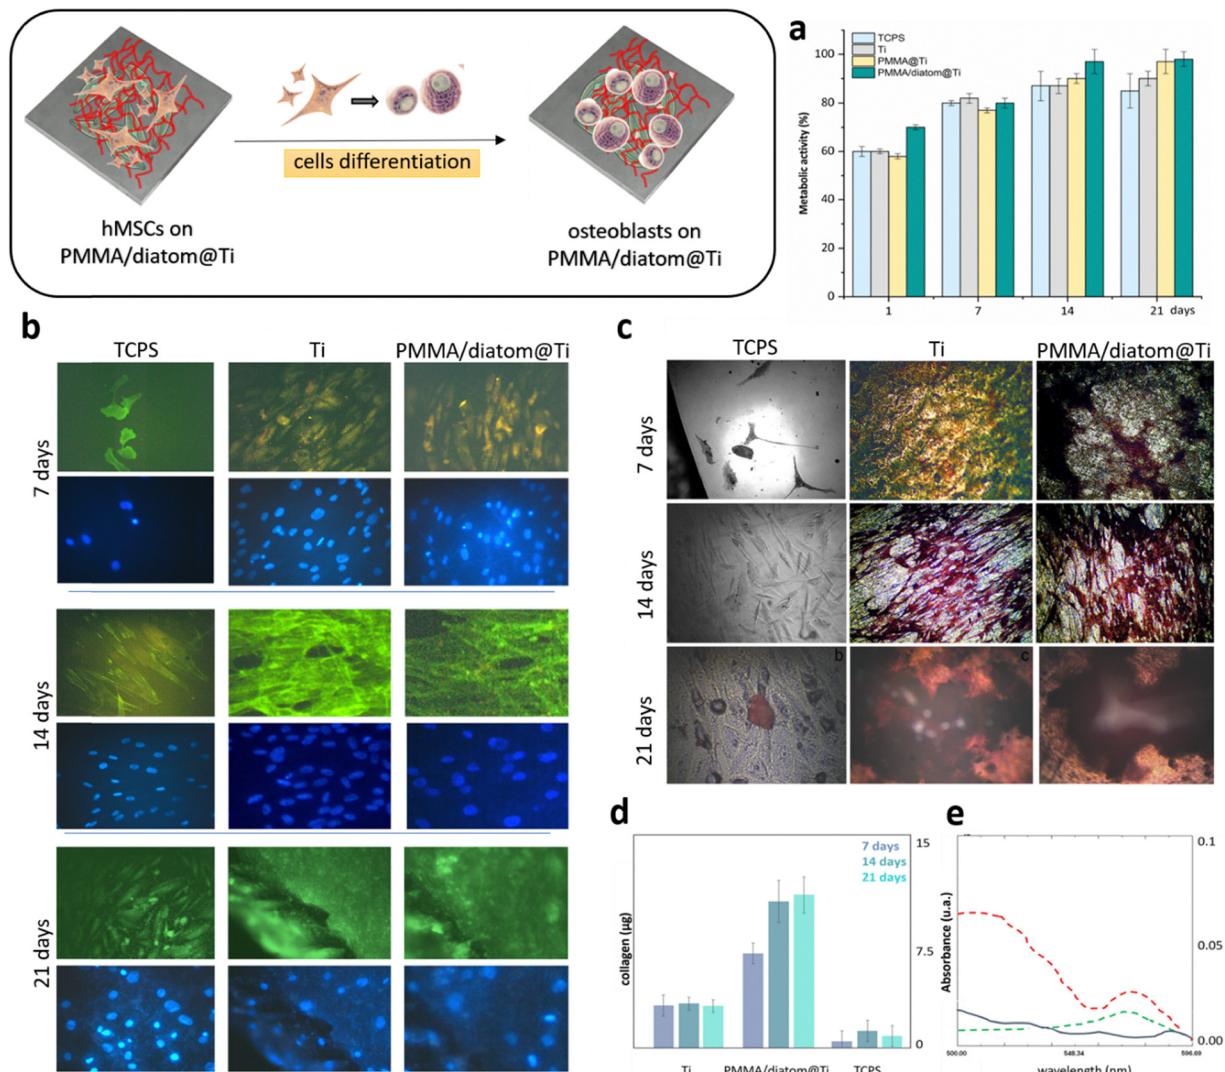 cells differentiation
hMSCs on
PMMA/diatom@Ti
osteoblasts on
PMMA/diatom@Ti
a
TCPS
Ti
PMMA@Ti
PMMA/diatom@Ti
Metabolic activity (%)
100
80
60
40
20
0
1 7 14 21 days
b
TCPS Ti PMMA/diatom@Ti
7 days
14 days
21 days
c
TCPS Ti PMMA/diatom@Ti
7 days
14 days
21 days
b
c
d
7 days
14 days
21 days
collagen (μg)
15
7.5
0
Ti PMMA/diatom@Ti TCPS
e
Absorbance (u.a.)
0.1
0.05
0.00
500.00 548.34 596.69
wavelength (nm)